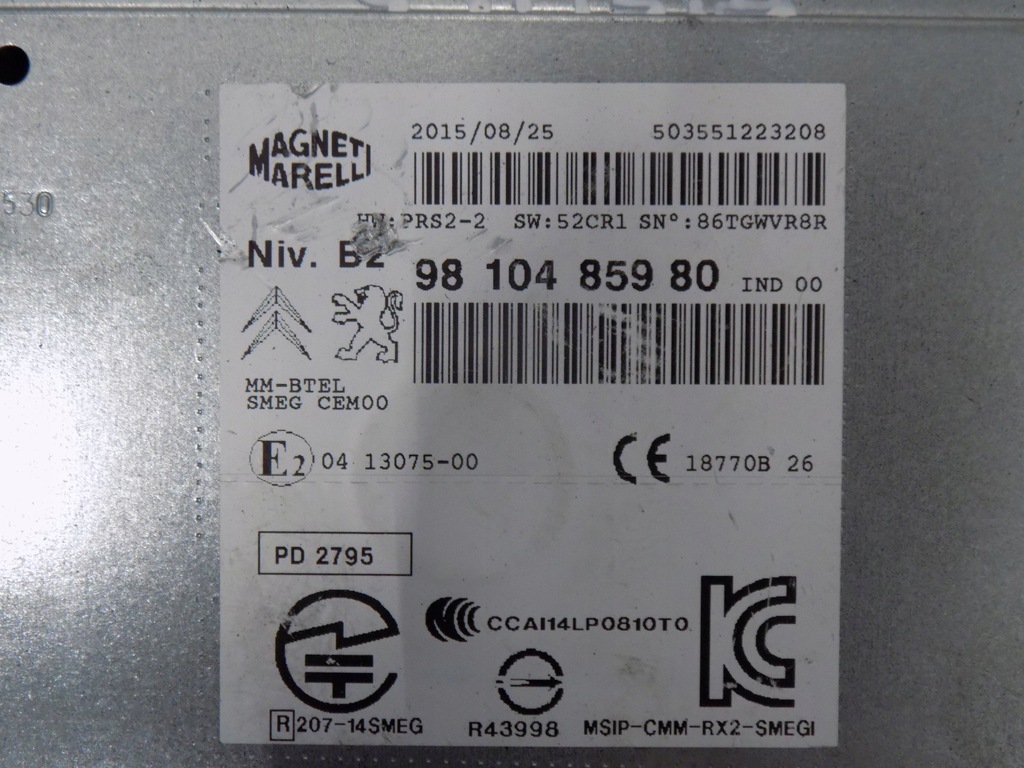 530
MAGNETI
MARELLI
2015/08/25 503551223208
HW:PRS2-2 SW:52CR1 SN°:86TGWVR8R
Niv. B2
98 104 859 80 IND 00
MM-BTEL
SMEG CEM00
E2 04 13075-00
CE 18770B 26
PD 2795
CCAI14LP0810T0
R 207-14SMEG
R43998
MSIP-CMM-RX2-SMEGI